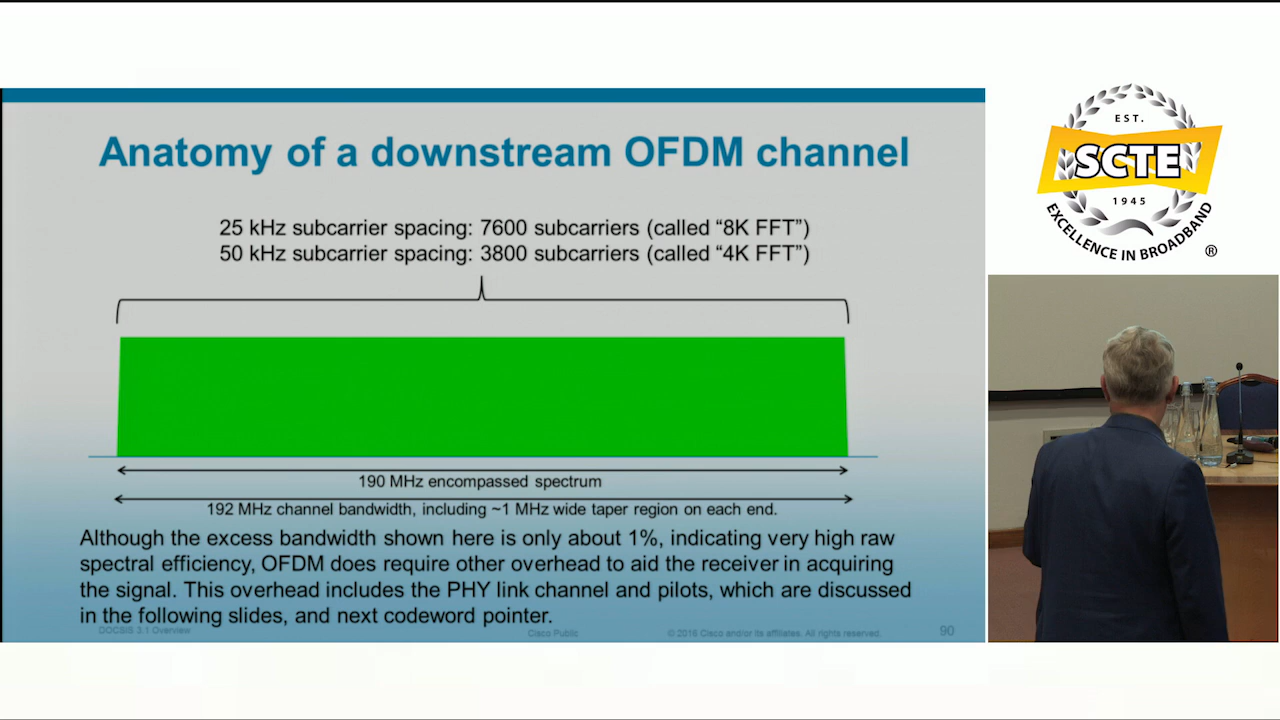 Anatomy of a downstream OFDM channel
25 kHz subcarrier spacing: 7600 subcarriers (called “8K FFT”)
50 kHz subcarrier spacing: 3800 subcarriers (called “4K FFT”)
190 MHz encompassed spectrum
192 MHz channel bandwidth, including ~1 MHz wide taper region on each end.
Although the excess bandwidth shown here is only about 1%, indicating very high raw
spectral efficiency, OFDM does require other overhead to aid the receiver in acquiring
the signal. This overhead includes the PHY link channel and pilots, which are discussed
in the following slides, and next codeword pointer.
DOCSIS 3.1 Overview
Cisco Public
© 2016 Cisco and/or its affiliates. All rights reserved.
90
EST.
SCTE
1945
EXCELLENCE IN BROADBAND
®